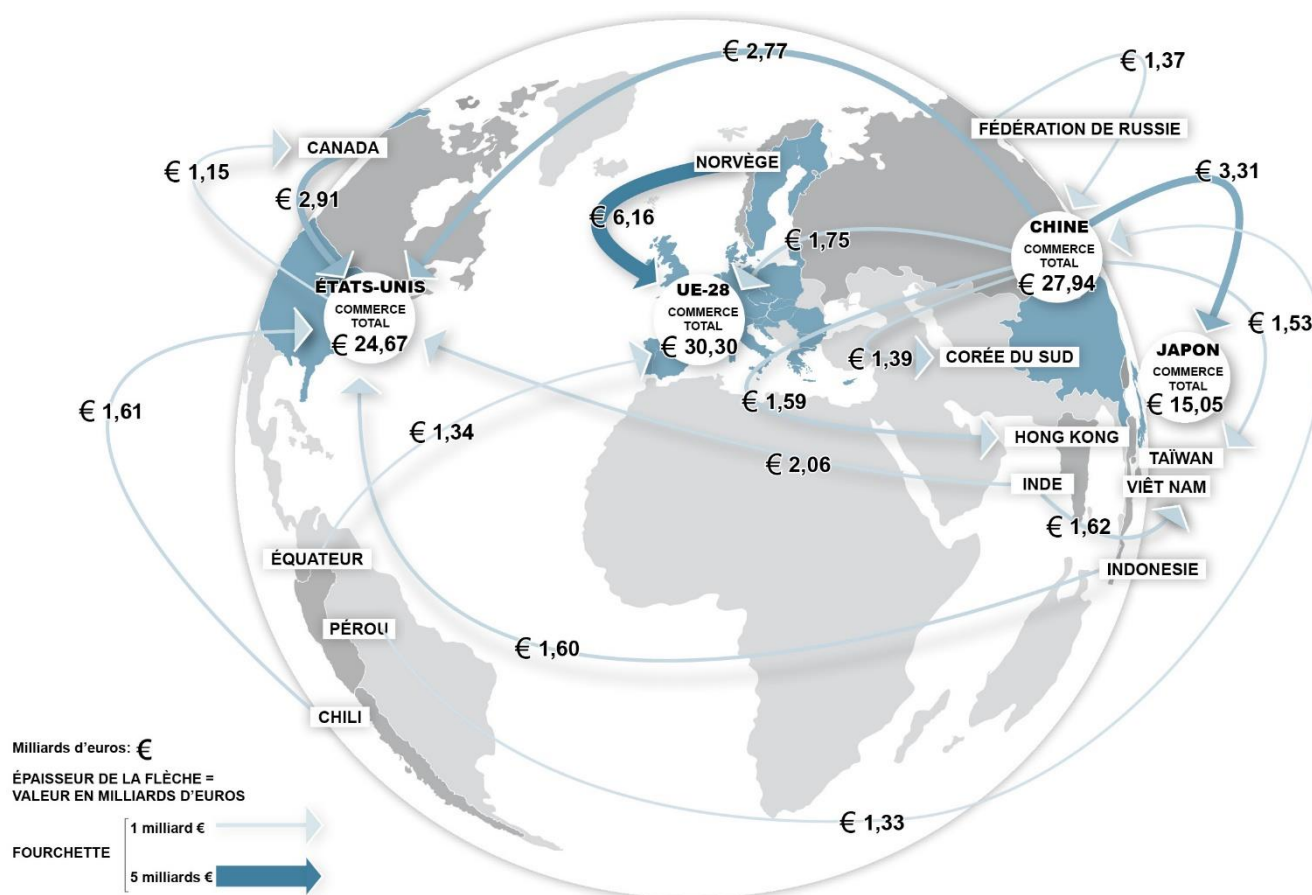 € 2,77
€ 1,37
FÉDÉRATION DE RUSSIE
CANADA
NORVÈGE
€ 1,15
€ 3,31
€ 2,91
€ 6,16
€ 1,75
CHINE
COMMERCE
TOTAL
€ 27,94
ÉTATS-UNIS
COMMERCE
TOTAL
€ 24,67
UE-28
COMMERCE
TOTAL
€ 30,30
€ 1,53
€ 1,39
CORÉE DU SUD
JAPON
COMMERCE
TOTAL
€ 15,05
€ 1,61
€ 1,59
€ 1,34
HONG KONG
TAÏWAN
€ 2,06
INDE
VIÊT NAM
€ 1,62
ÉQUATEUR
INDONESIE
PÉROU
€ 1,60
CHILI
€ 1,33
Milliards d'euros: €
ÉPAISSEUR DE LA FLÈCHE =
VALEUR EN MILLIARDS D'EUROS
FOURCHETTE
1 milliard €
5 milliards €